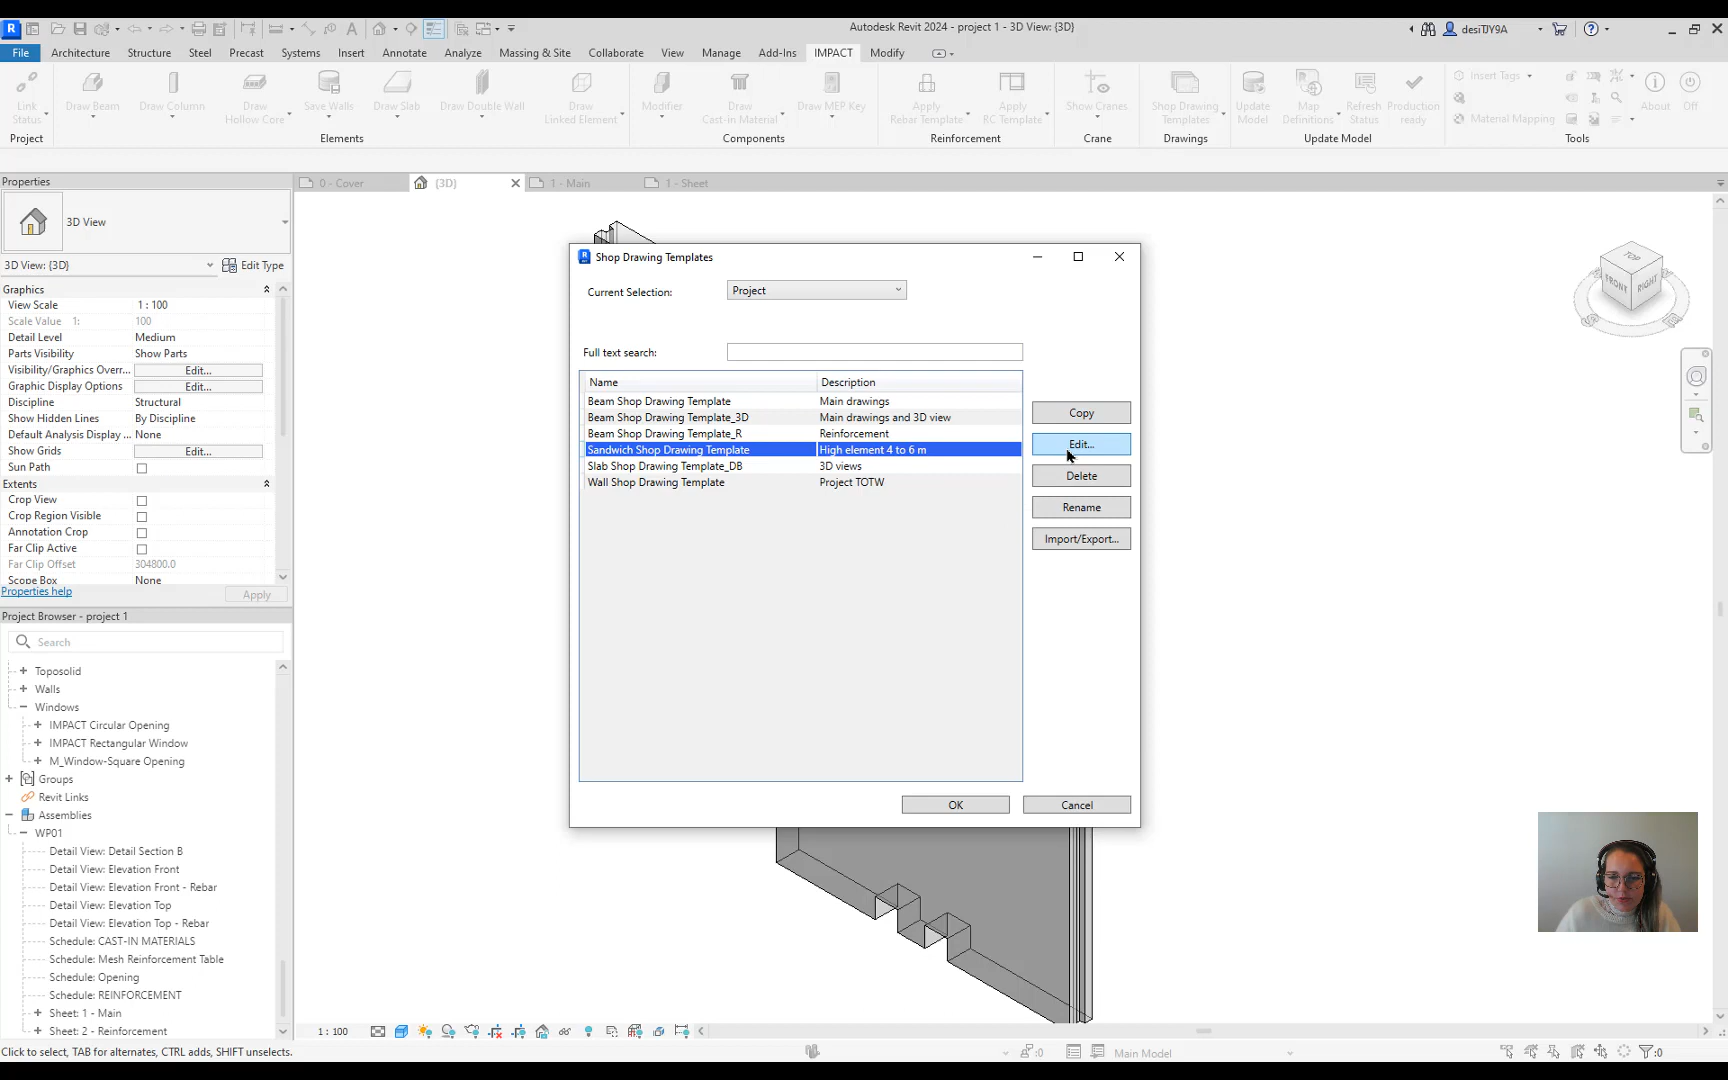 Autodesk Revit 2024 - project 1 - 3D View: {3D}
desiTJY9A
File Architecture Structure Steel Precast Systems Insert Annotate Analyze Massing & Site Collaborate View Manage Add-Ins IMPACT Modify
Link Status
Draw Beam
Draw Column
Draw Hollow Core
Save Walls
Draw Slab
Draw Double Wall
Draw Linked Element
Modifier
Draw Cast-in Material
Draw MEP Key
Apply Rebar Template
Apply RC Template
Show Cranes
Shop Drawing Templates
Update Model
Map Definitions
Refresh Status
Production ready
Insert Tags
Material Mapping
About
Off
Project Elements Components Reinforcement Crane Drawings Update Model Tools
Properties
0 - Cover
{3D}
1 - Main
1 - Sheet
3D View
3D View: {3D}
Edit Type
Graphics
View Scale 1 : 100
Scale Value 1: 100
Detail Level Medium
Parts Visibility Show Parts
Visibility/Graphics Overr... Edit...
Graphic Display Options Edit...
Discipline Structural
Show Hidden Lines By Discipline
Default Analysis Display ... None
Show Grids Edit...
Sun Path
Extents
Crop View
Crop Region Visible
Annotation Crop
Far Clip Active
Far Clip Offset 304800.0
Scope Box None
Properties help
Apply
Project Browser - project 1
Search
Toposolid
Walls
Windows
IMPACT Circular Opening
IMPACT Rectangular Window
M_Window-Square Opening
Groups
Revit Links
Assemblies
WP01
Detail View: Detail Section B
Detail View: Elevation Front
Detail View: Elevation Front - Rebar
Detail View: Elevation Top
Detail View: Elevation Top - Rebar
Schedule: CAST-IN MATERIALS
Schedule: Mesh Reinforcement Table
Schedule: Opening
Schedule: REINFORCEMENT
Sheet: 1 - Main
Sheet: 2 - Reinforcement
Shop Drawing Templates
Current Selection: Project
Full text search:
Name Description
Beam Shop Drawing Template Main drawings
Beam Shop Drawing Template_3D Main drawings and 3D view
Beam Shop Drawing Template_R Reinforcement
Sandwich Shop Drawing Template High element 4 to 6 m
Slab Shop Drawing Template_DB 3D views
Wall Shop Drawing Template Project TOTW
Copy
Edit...
Delete
Rename
Import/Export...
OK
Cancel
TOP
FRONT
RIGHT
1 : 100
Click to select, TAB for alternates, CTRL adds, SHIFT unselects.
:0
Main Model
:0